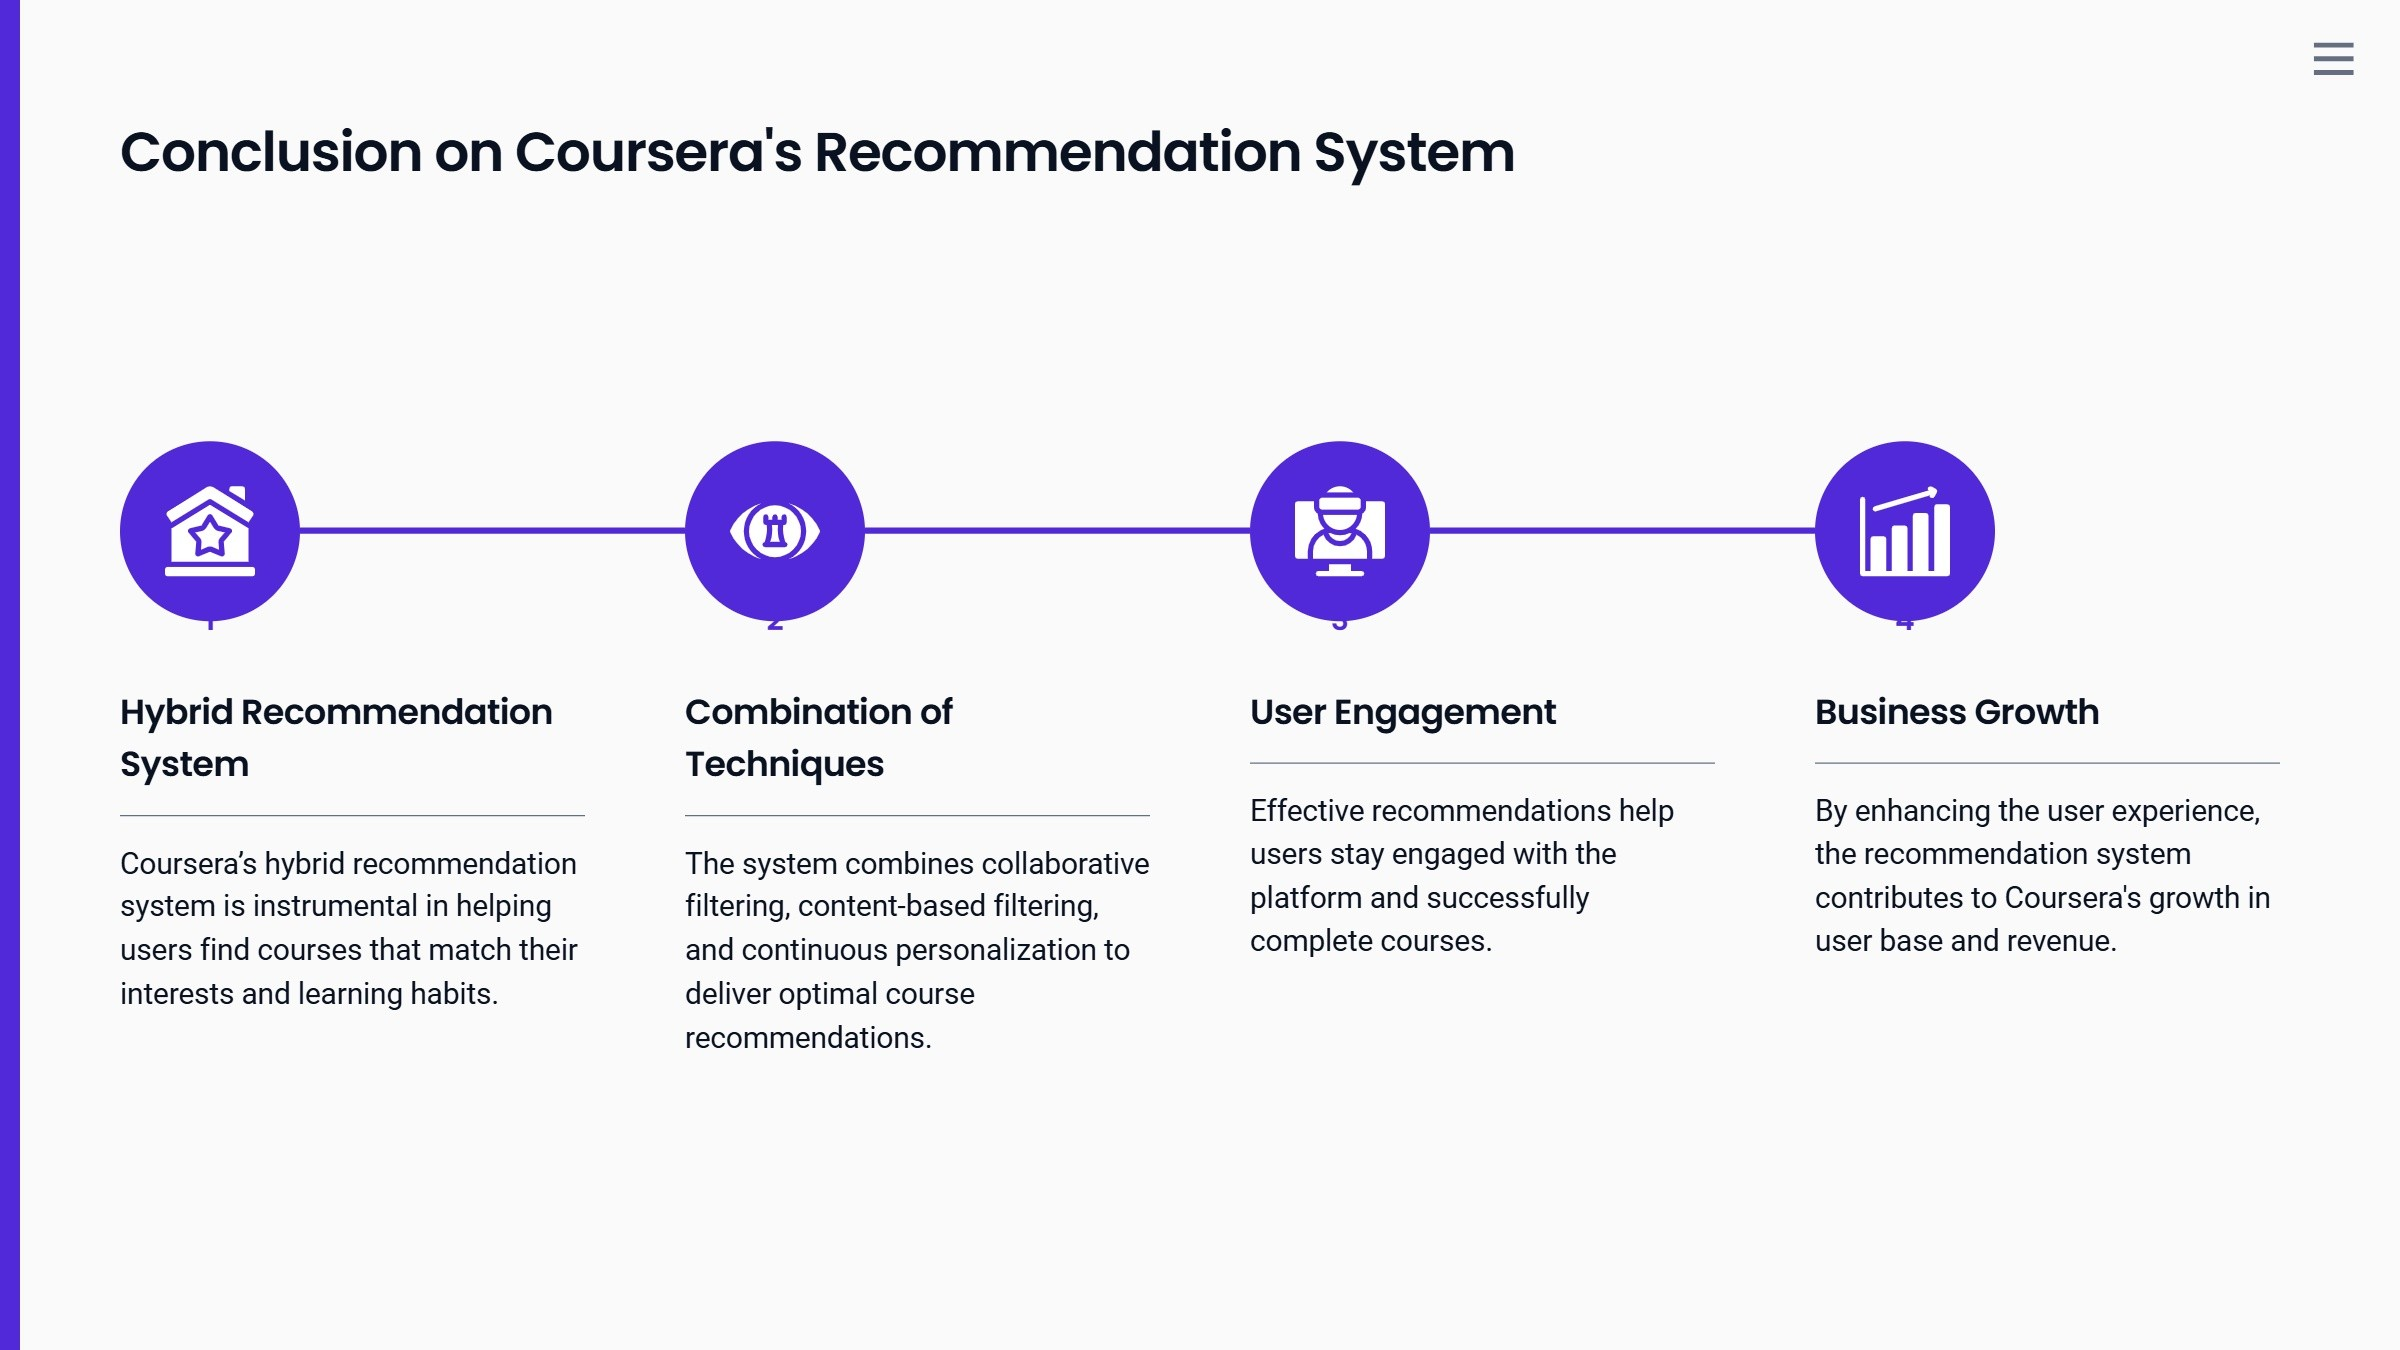 Conclusion on Coursera's Recommendation System
1
2
3
4
Hybrid Recommendation
System
Coursera’s hybrid recommendation
system is instrumental in helping
users find courses that match their
interests and learning habits.
Combination of
Techniques
The system combines collaborative
filtering, content-based filtering,
and continuous personalization to
deliver optimal course
recommendations.
User Engagement
Effective recommendations help
users stay engaged with the
platform and successfully
complete courses.
Business Growth
By enhancing the user experience,
the recommendation system
contributes to Coursera's growth in
user base and revenue.